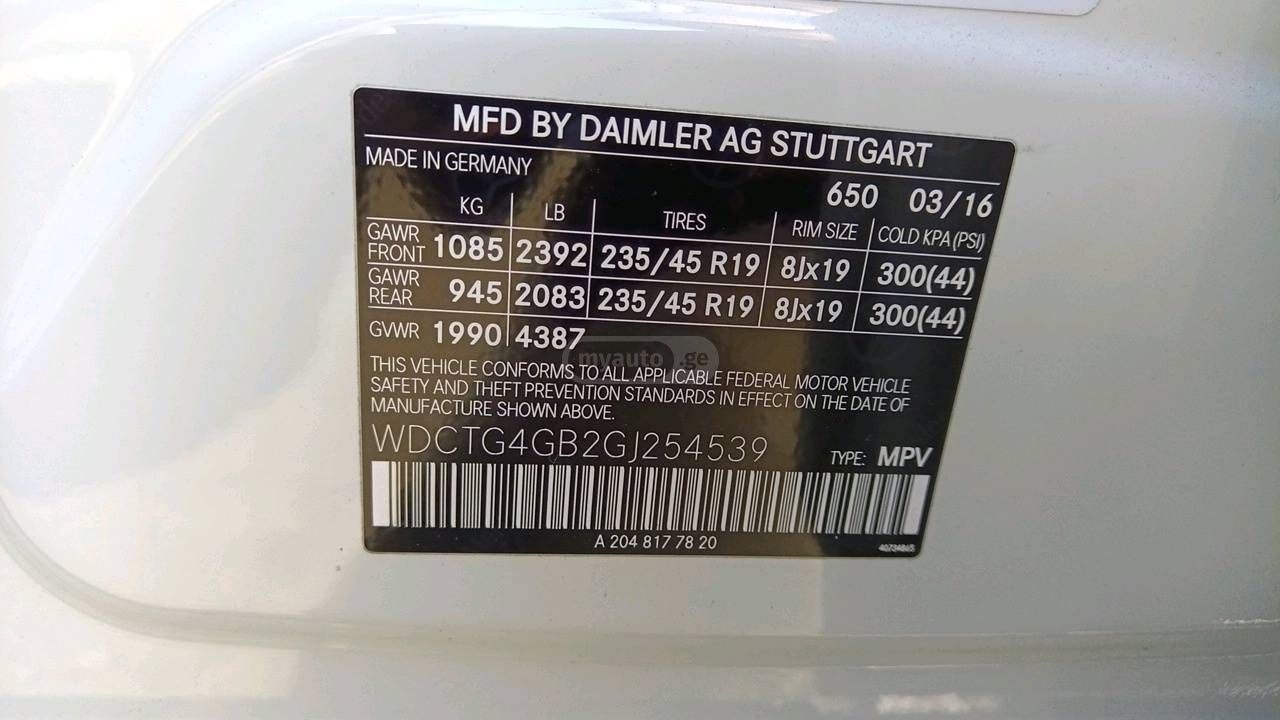 MFD BY DAIMLER AG STUTTGART
MADE IN GERMANY
650 03/16
KG LB TIRES RIM SIZE COLD KPA (PSI)
GAWR FRONT 1085 2392 235/45 R19 8Jx19 300(44)
GAWR REAR 945 2083 235/45 R19 8Jx19 300(44)
GVWR 1990 4387
myauto.ge
THIS VEHICLE CONFORMS TO ALL APPLICABLE FEDERAL MOTOR VEHICLE
SAFETY AND THEFT PREVENTION STANDARDS IN EFFECT ON THE DATE OF
MANUFACTURE SHOWN ABOVE.
WDCTG4GB2GJ254539 TYPE: MPV
A 204 817 78 20